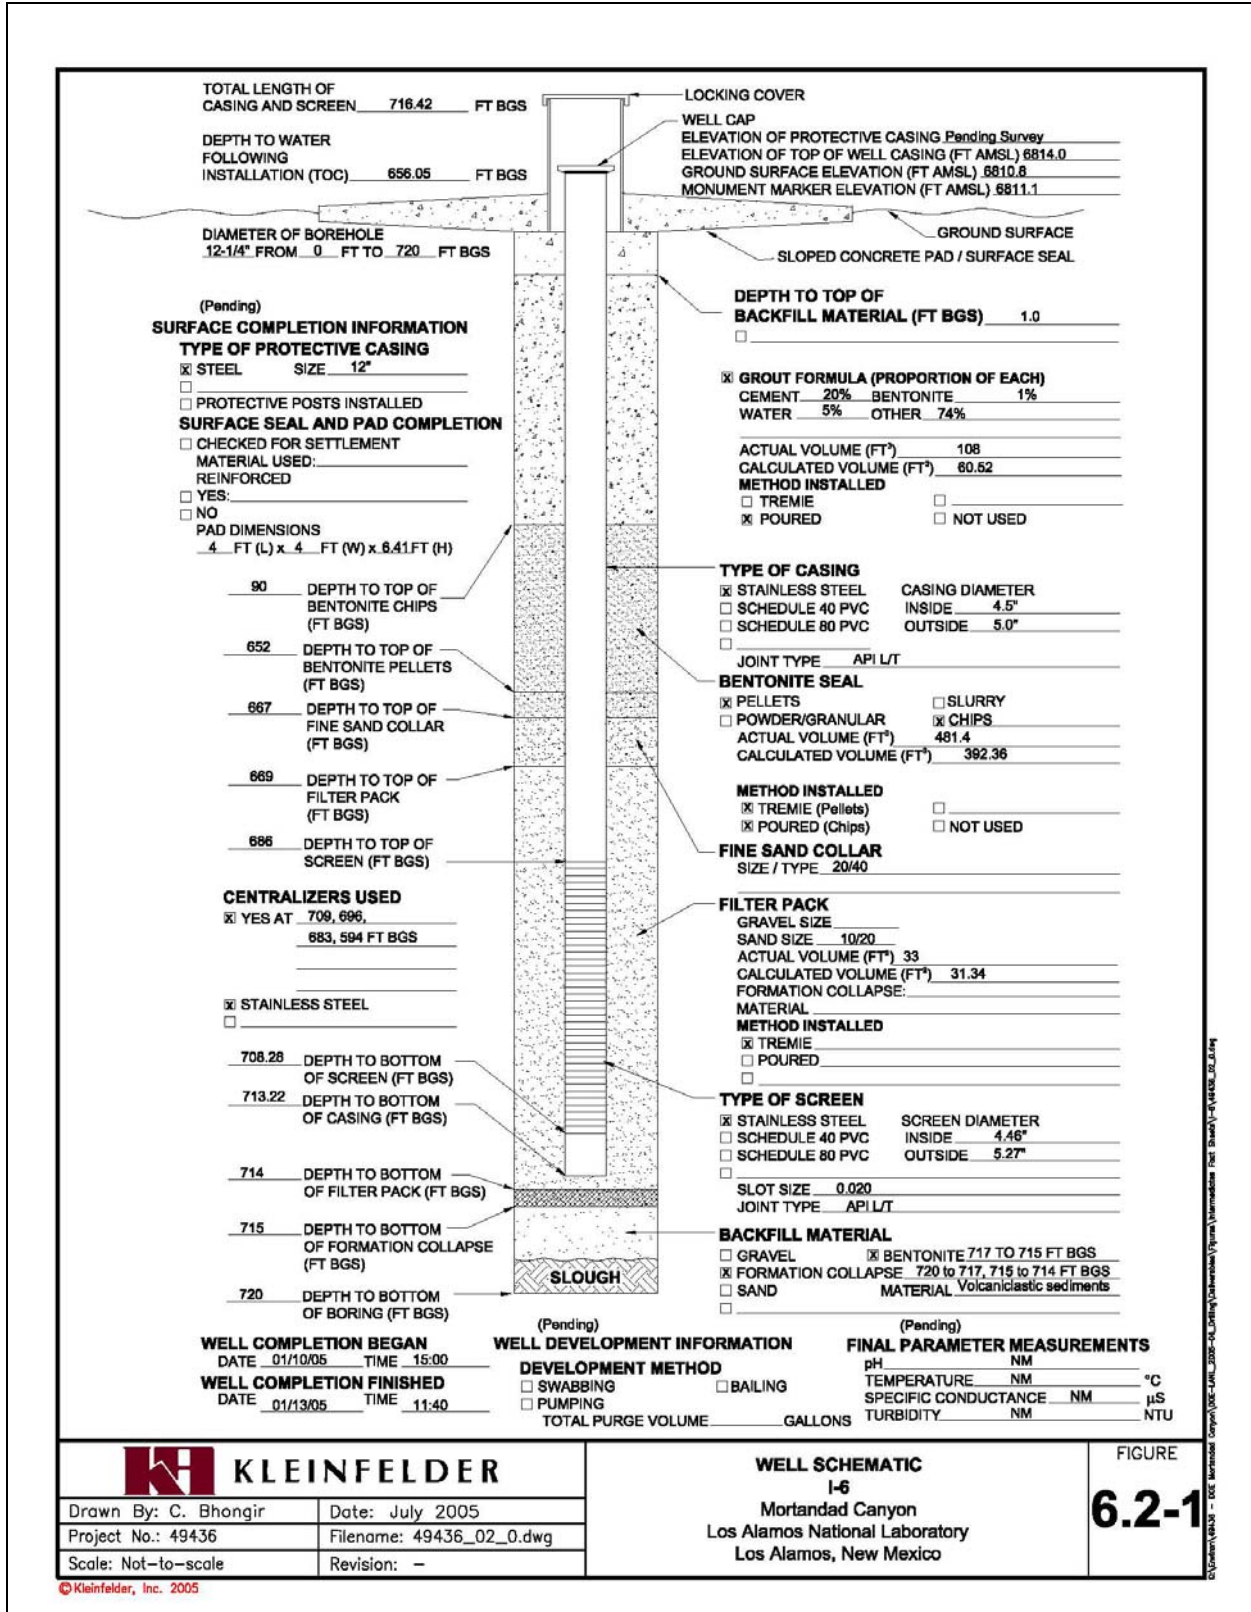 TOTAL LENGTH OF
CASING AND SCREEN 716.42 FT BGS
DEPTH TO WATER
FOLLOWING
INSTALLATION (TOC) 656.05 FT BGS
DIAMETER OF BOREHOLE
12-1/4" FROM 0 FT TO 720 FT BGS
LOCKING COVER
WELL CAP
ELEVATION OF PROTECTIVE CASING Pending Survey
ELEVATION OF TOP OF WELL CASING (FT AMSL) 6814.0
GROUND SURFACE ELEVATION (FT AMSL) 6810.8
MONUMENT MARKER ELEVATION (FT AMSL) 6811.1
GROUND SURFACE
SLOPED CONCRETE PAD / SURFACE SEAL
(Pending)
SURFACE COMPLETION INFORMATION
TYPE OF PROTECTIVE CASING
☒ STEEL SIZE 12"
☐
☐ PROTECTIVE POSTS INSTALLED
SURFACE SEAL AND PAD COMPLETION
☐ CHECKED FOR SETTLEMENT
MATERIAL USED:
REINFORCED
☐ YES:
☐ NO
PAD DIMENSIONS
4 FT (L) x 4 FT (W) x 6.41 FT (H)
90 DEPTH TO TOP OF
BENTONITE CHIPS
(FT BGS)
652 DEPTH TO TOP OF
BENTONITE PELLETS
(FT BGS)
667 DEPTH TO TOP OF
FINE SAND COLLAR
(FT BGS)
669 DEPTH TO TOP OF
FILTER PACK
(FT BGS)
686 DEPTH TO TOP OF
SCREEN (FT BGS)
CENTRALIZERS USED
☒ YES AT 709, 696,
683, 594 FT BGS
☒ STAINLESS STEEL
☐
708.28 DEPTH TO BOTTOM
OF SCREEN (FT BGS)
713.22 DEPTH TO BOTTOM
OF CASING (FT BGS)
714 DEPTH TO BOTTOM
OF FILTER PACK (FT BGS)
715 DEPTH TO BOTTOM
OF FORMATION COLLAPSE
(FT BGS)
720 DEPTH TO BOTTOM
OF BORING (FT BGS)
SLOUGH
DEPTH TO TOP OF
BACKFILL MATERIAL (FT BGS) 1.0
☐
☒ GROUT FORMULA (PROPORTION OF EACH)
CEMENT 20% BENTONITE 1%
WATER 5% OTHER 74%
ACTUAL VOLUME (FT³) 108
CALCULATED VOLUME (FT³) 60.52
METHOD INSTALLED
☐ TREMIE ☐
☒ POURED ☐ NOT USED
TYPE OF CASING
☒ STAINLESS STEEL CASING DIAMETER
☐ SCHEDULE 40 PVC INSIDE 4.5"
☐ SCHEDULE 80 PVC OUTSIDE 5.0"
☐
JOINT TYPE API L/T
BENTONITE SEAL
☒ PELLETS ☐ SLURRY
☐ POWDER/GRANULAR ☒ CHIPS
ACTUAL VOLUME (FT³) 481.4
CALCULATED VOLUME (FT³) 392.36
METHOD INSTALLED
☒ TREMIE (Pellets) ☐
☒ POURED (Chips) ☐ NOT USED
FINE SAND COLLAR
SIZE / TYPE 20/40
FILTER PACK
GRAVEL SIZE
SAND SIZE 10/20
ACTUAL VOLUME (FT³) 33
CALCULATED VOLUME (FT³) 31.34
FORMATION COLLAPSE:
MATERIAL
METHOD INSTALLED
☒ TREMIE
☐ POURED
☐
TYPE OF SCREEN
☒ STAINLESS STEEL SCREEN DIAMETER
☐ SCHEDULE 40 PVC INSIDE 4.46"
☐ SCHEDULE 80 PVC OUTSIDE 5.27"
☐
SLOT SIZE 0.020
JOINT TYPE API L/T
BACKFILL MATERIAL
☐ GRAVEL ☒ BENTONITE 717 TO 715 FT BGS
☒ FORMATION COLLAPSE 720 to 717, 715 to 714 FT BGS
☐ SAND MATERIAL Volcaniclastic sediments
☐
WELL COMPLETION BEGAN
DATE 01/10/05 TIME 15:00
WELL COMPLETION FINISHED
DATE 01/13/05 TIME 11:40
(Pending)
WELL DEVELOPMENT INFORMATION
DEVELOPMENT METHOD
☐ SWABBING ☐ BAILING
☐ PUMPING
TOTAL PURGE VOLUME GALLONS
(Pending)
FINAL PARAMETER MEASUREMENTS
pH NM
TEMPERATURE NM °C
SPECIFIC CONDUCTANCE NM µS
TURBIDITY NM NTU
KLEINFELDER
Drawn By: C. Bhongir Date: July 2005
Project No.: 49436 Filename: 49436_02_0.dwg
Scale: Not-to-scale Revision: –
WELL SCHEMATIC
I-6
Mortandad Canyon
Los Alamos National Laboratory
Los Alamos, New Mexico
FIGURE
6.2-1
© Kleinfelder, Inc. 2005